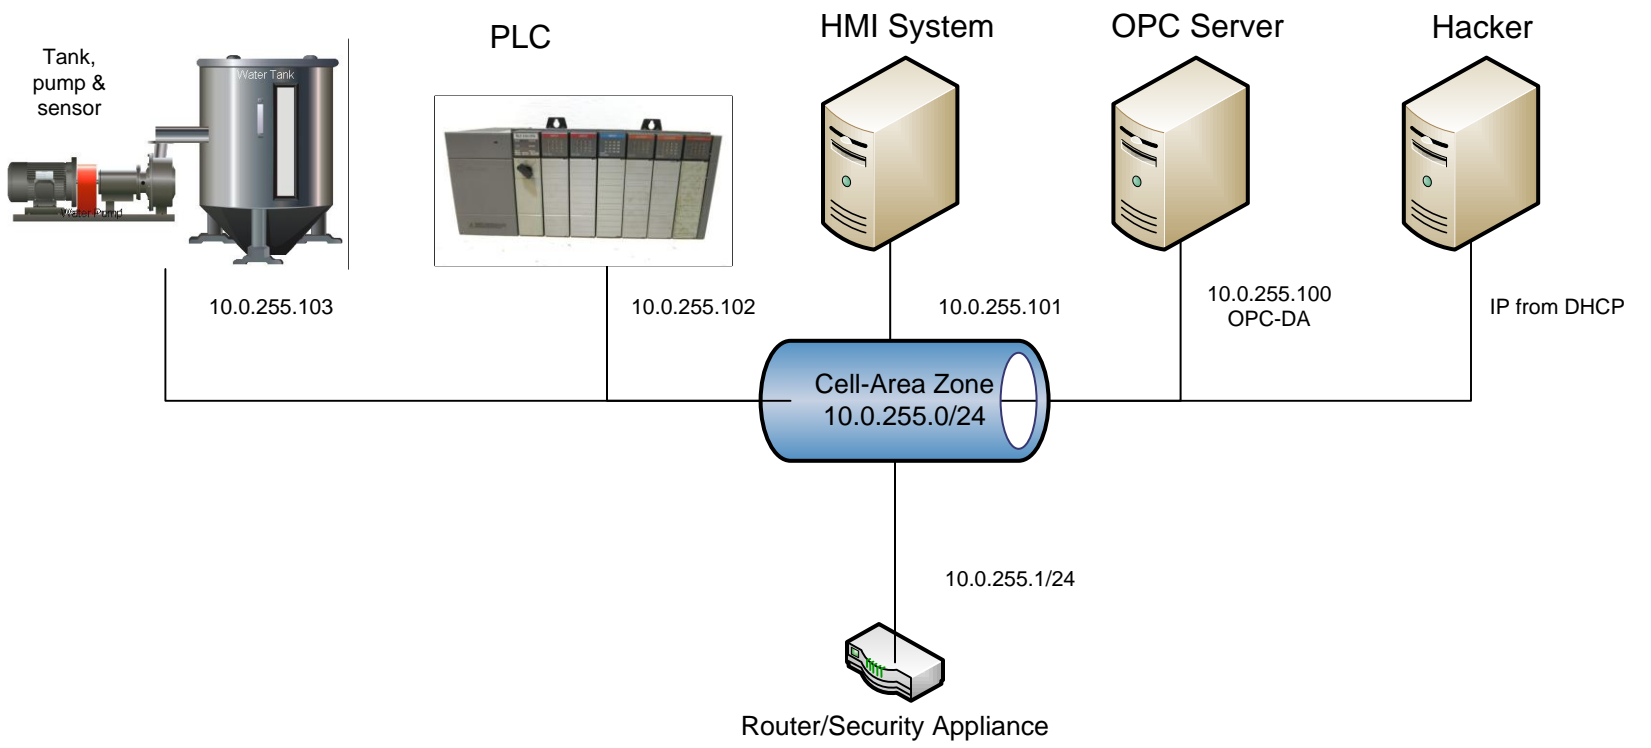 Tank,
pump &
sensor
PLC
HMI System
OPC Server
Hacker
Water Tank
Water Pump
10.0.255.103
10.0.255.102
10.0.255.101
10.0.255.100
OPC-DA
IP from DHCP
Cell-Area Zone
10.0.255.0/24
10.0.255.1/24
Router/Security Appliance